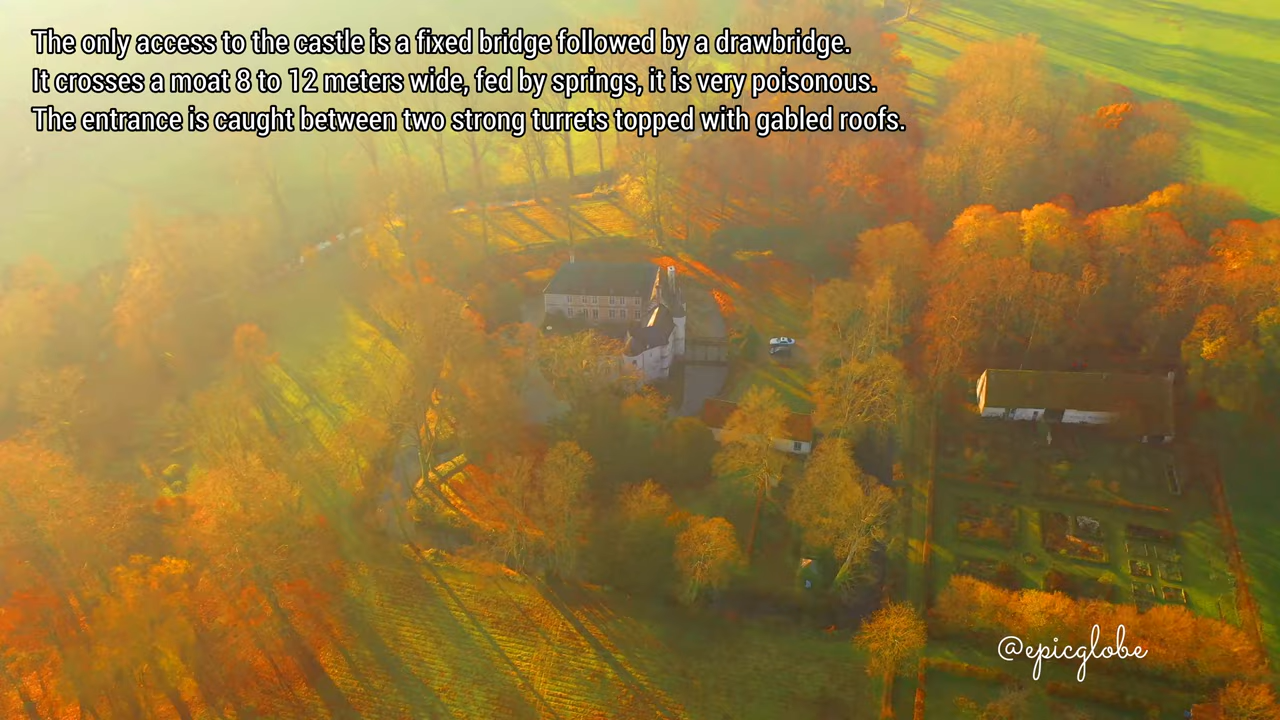 The only access to the castle is a fixed bridge followed by a drawbridge.
It crosses a moat 8 to 12 meters wide, fed by springs, it is very poisonous.
The entrance is caught between two strong turrets topped with gabled roofs.
@epicglobe